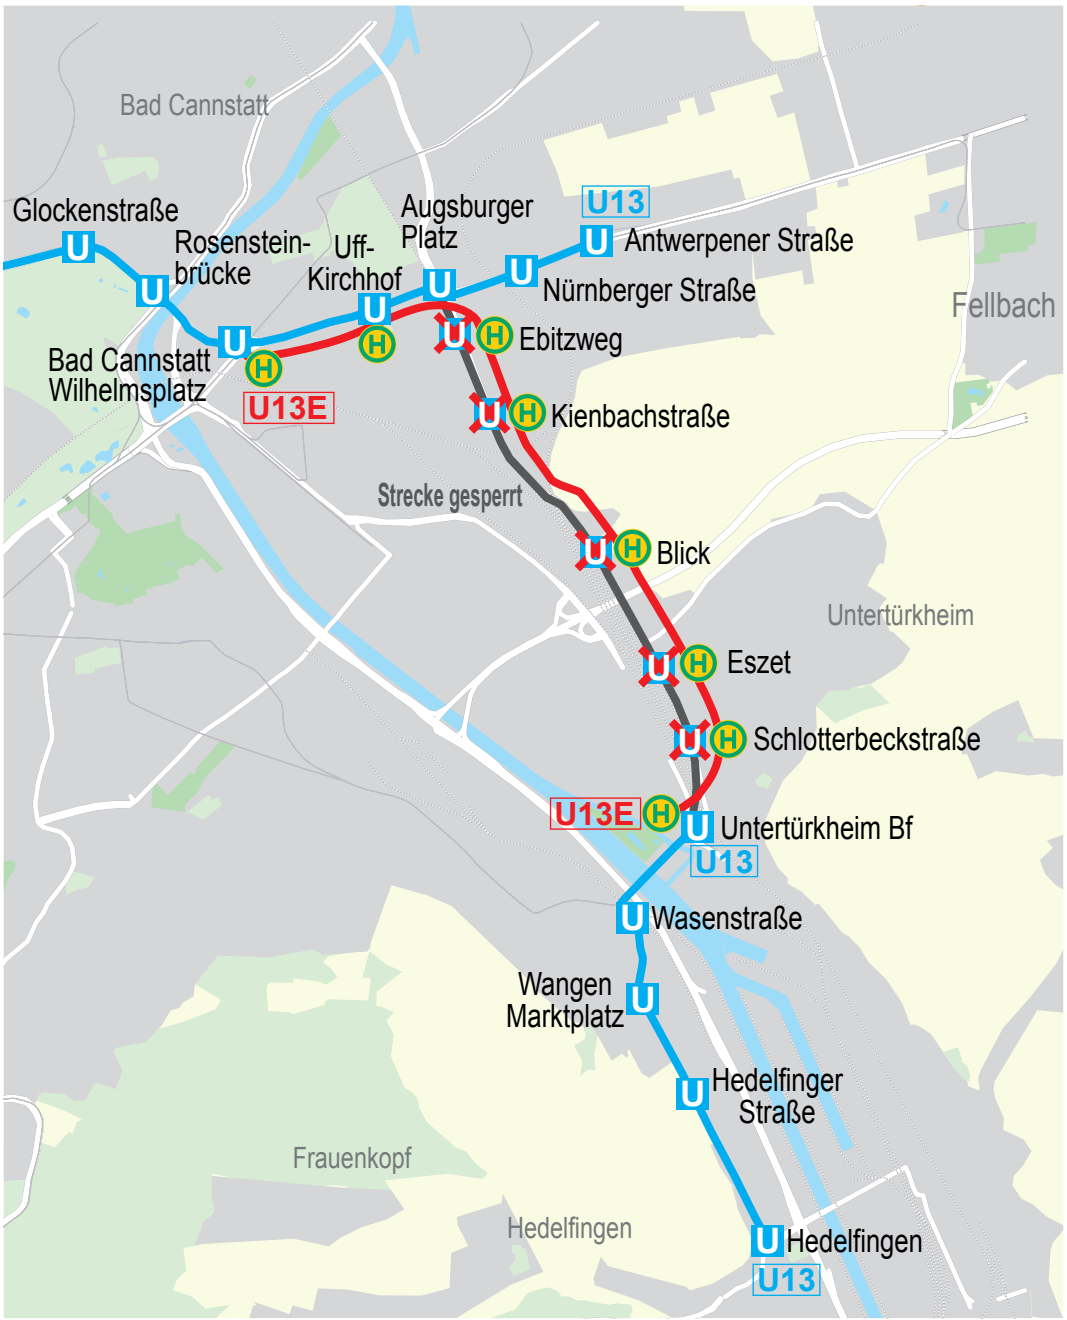 Bad Cannstatt
Glockenstraße
Rosenstein-
brücke
Uff-
Kirchhof
Augsburger
Platz
U13
Antwerpener Straße
Nürnberger Straße
Fellbach
U
U
U
U
U
U
U
Bad Cannstatt
Wilhelmsplatz
H
H
U13E
U
H
Ebitzweg
U
H
Kienbachstraße
Strecke gesperrt
U
H
Blick
Untertürkheim
U
H
Eszet
U
H
Schlotterbeckstraße
U13E
H
U
Untertürkheim Bf
U13
U
Wasenstraße
Wangen
Marktplatz
U
U
Hedelfinger
Straße
Frauenkopf
Hedelfingen
U
Hedelfingen
U13